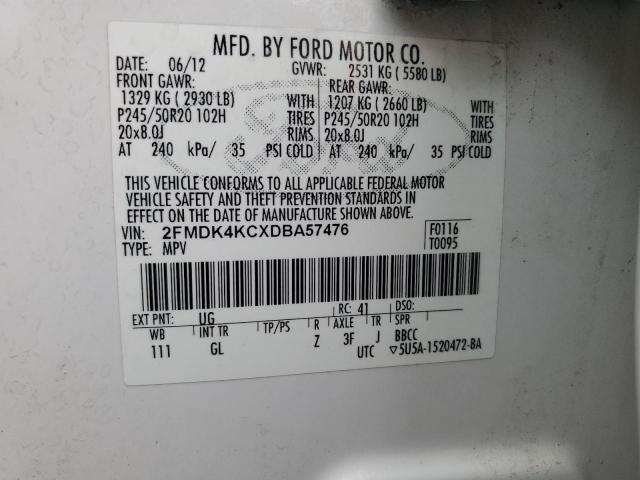 MFD. BY FORD MOTOR CO.
DATE: 06/12 GVWR: 2531 KG ( 5580 LB)
FRONT GAWR: REAR GAWR:
1329 KG ( 2930 LB) WITH 1207 KG ( 2660 LB) WITH
P245/50R20 102H TIRES P245/50R20 102H TIRES
20x8.0J RIMS 20x8.0J RIMS
AT 240 kPa/ 35 PSI COLD AT 240 kPa/ 35 PSI COLD
THIS VEHICLE CONFORMS TO ALL APPLICABLE FEDERAL MOTOR
VEHICLE SAFETY AND THEFT PREVENTION STANDARDS IN
EFFECT ON THE DATE OF MANUFACTURE SHOWN ABOVE.
VIN: 2FMDK4KCXDBA57476 F0116
TYPE: MPV T0095
EXT PNT: UG RC: 41 DSO:
WB INT TR TP/PS R AXLE TR SPR
111 GL Z 3F J BBCC
UTC ▽5U5A-1520472-BA